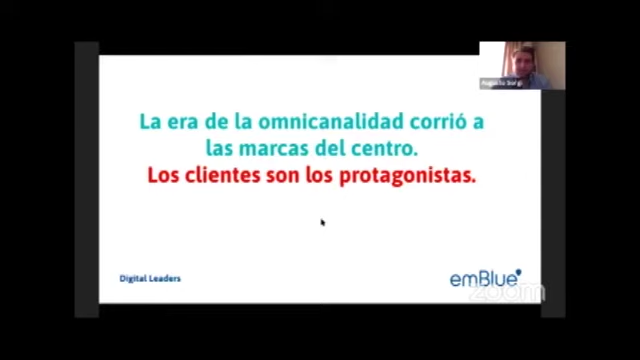 La era de la omnicanalidad corrió a
las marcas del centro.
Los clientes son los protagonistas.
Digital Leaders
emBlue
zoom